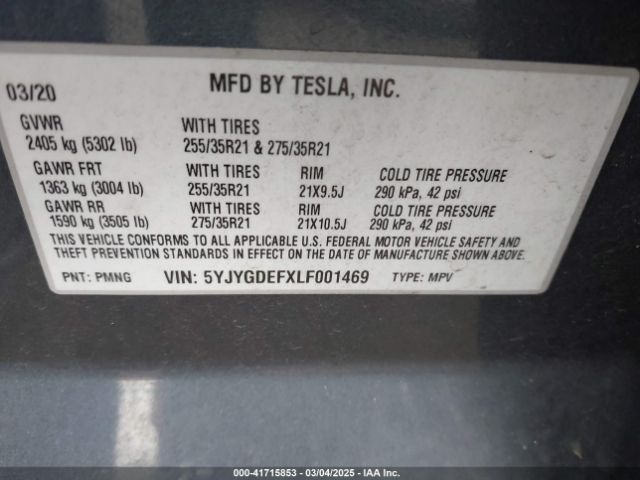 03/20 MFD BY TESLA, INC.
GVWR WITH TIRES
2405 kg (5302 lb) 255/35R21 & 275/35R21
GAWR FRT WITH TIRES RIM COLD TIRE PRESSURE
1363 kg (3004 lb) 255/35R21 21X9.5J 290 kPa, 42 psi
GAWR RR WITH TIRES RIM COLD TIRE PRESSURE
1590 kg (3505 lb) 275/35R21 21X10.5J 290 kPa, 42 psi
THIS VEHICLE CONFORMS TO ALL APPLICABLE U.S. FEDERAL MOTOR VEHICLE SAFETY AND
THEFT PREVENTION STANDARDS IN EFFECT ON THE DATE OF MANUFACTURE SHOWN ABOVE.
PNT: PMNG VIN: 5YJYGDEFXLF001469 TYPE: MPV
000-41715853 - 03/04/2025 - IAA Inc.